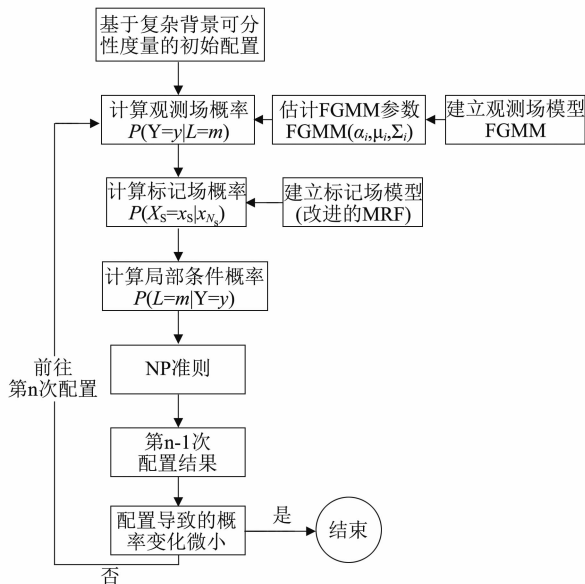 基于复杂背景可分
性度量的初始配置
计算观测场概率
P(Y=y|L=m)
估计FGMM参数
FGMM(αᵢ,μᵢ,Σᵢ)
建立观测场模型
FGMM
计算标记场概率
P(X_S=x_S|x_{N_s})
建立标记场模型
(改进的MRF)
计算局部条件概率
P(L=m|Y=y)
前往
第n次配置
NP准则
第n-1次
配置结果
配置导致的概
率变化微小
是
结束
否